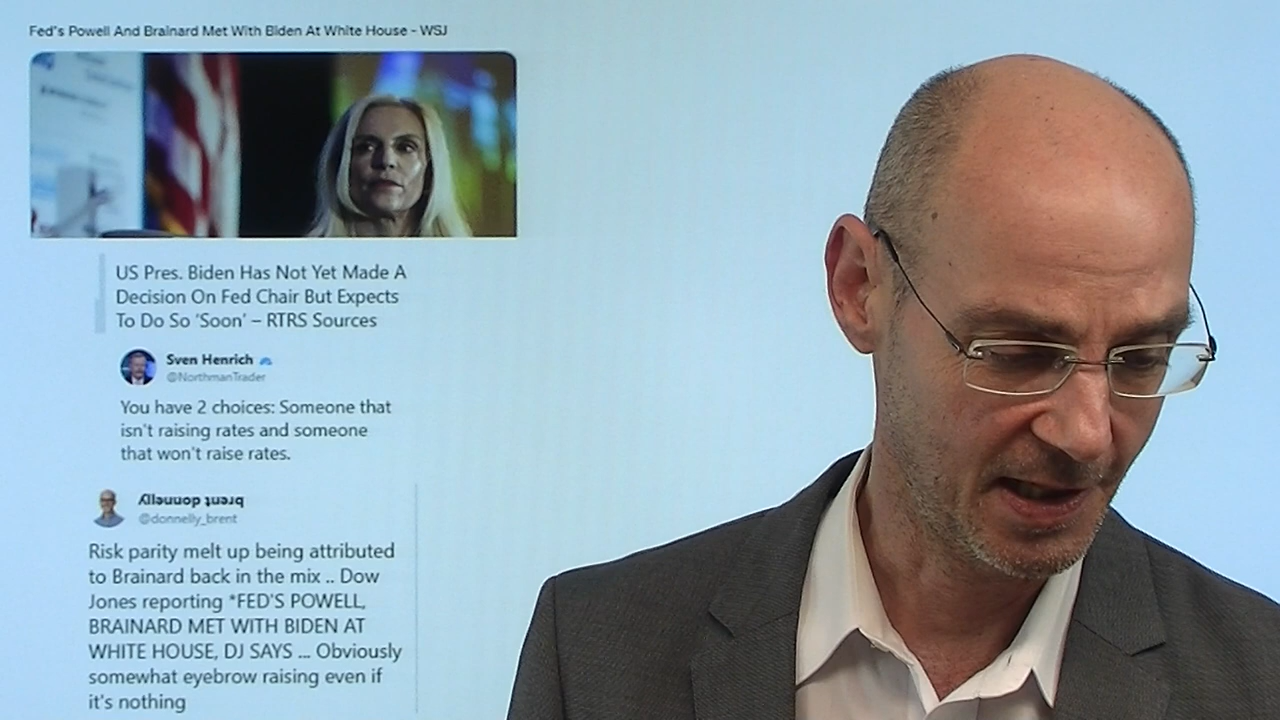 Fed's Powell And Brainard Met With Biden At White House - WSJ
US Pres. Biden Has Not Yet Made A
Decision On Fed Chair But Expects
To Do So 'Soon' – RTRS Sources
Sven Henrich
@NorthmanTrader
You have 2 choices: Someone that
isn't raising rates and someone
that won't raise rates.
ʎllǝuuop ʇuǝɹq
@donnelly_brent
Risk parity melt up being attributed
to Brainard back in the mix .. Dow
Jones reporting *FED'S POWELL,
BRAINARD MET WITH BIDEN AT
WHITE HOUSE, DJ SAYS ... Obviously
somewhat eyebrow raising even if
it's nothing